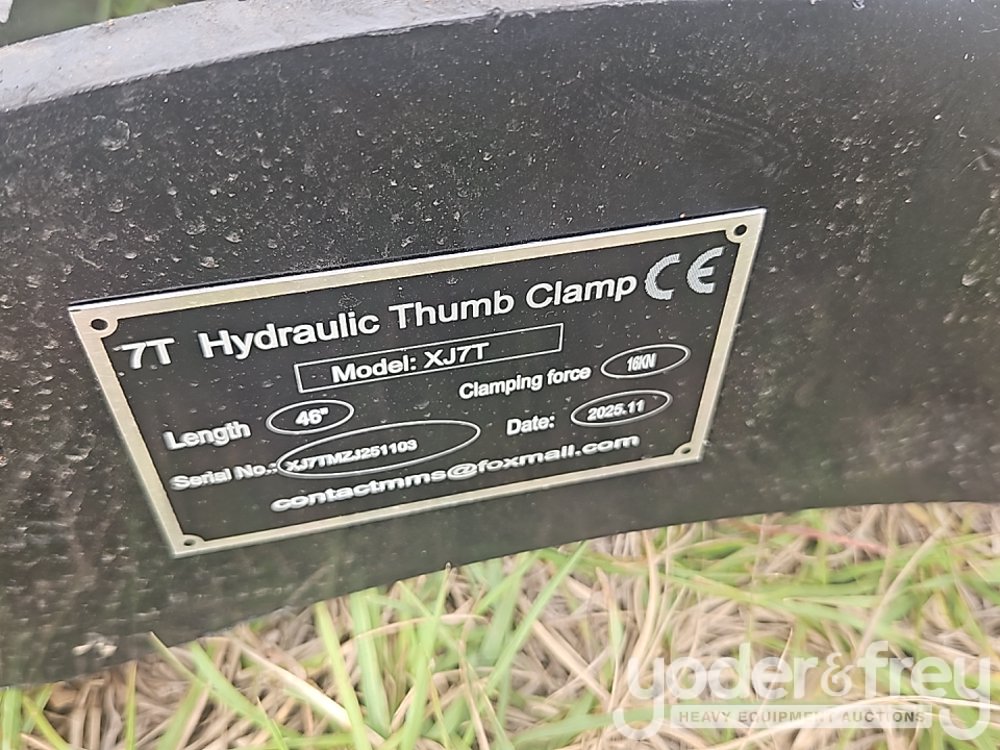 7T Hydraulic Thumb Clamp CE
Model: XJ7T
Length 46" Clamping force 16KN
Serial No.: XJ7TMZJ251103 Date: 2025.11
contactmms@foxmail.com
yoder&frey
HEAVY EQUIPMENT AUCTIONS